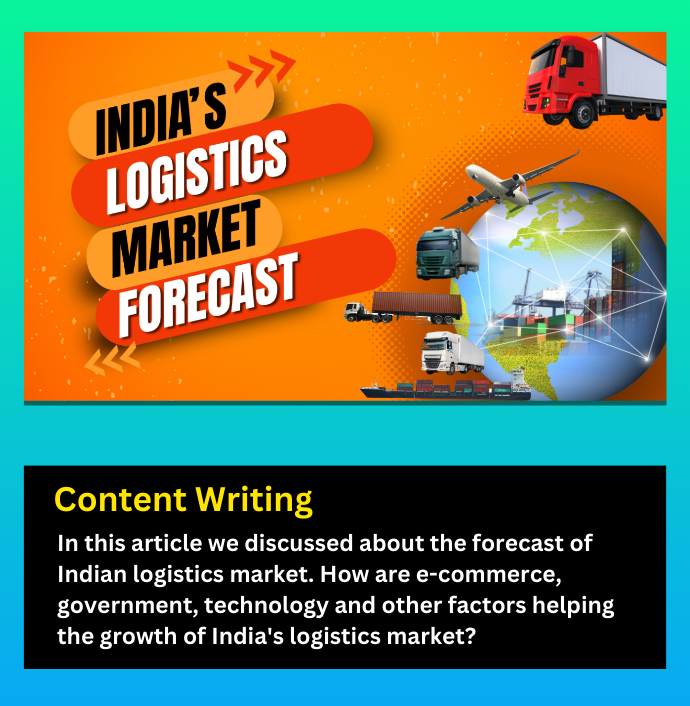 INDIA'S
LOGISTICS
MARKET
FORECAST
Content Writing
In this article we discussed about the forecast of
Indian logistics market. How are e-commerce,
government, technology and other factors helping
the growth of India's logistics market?